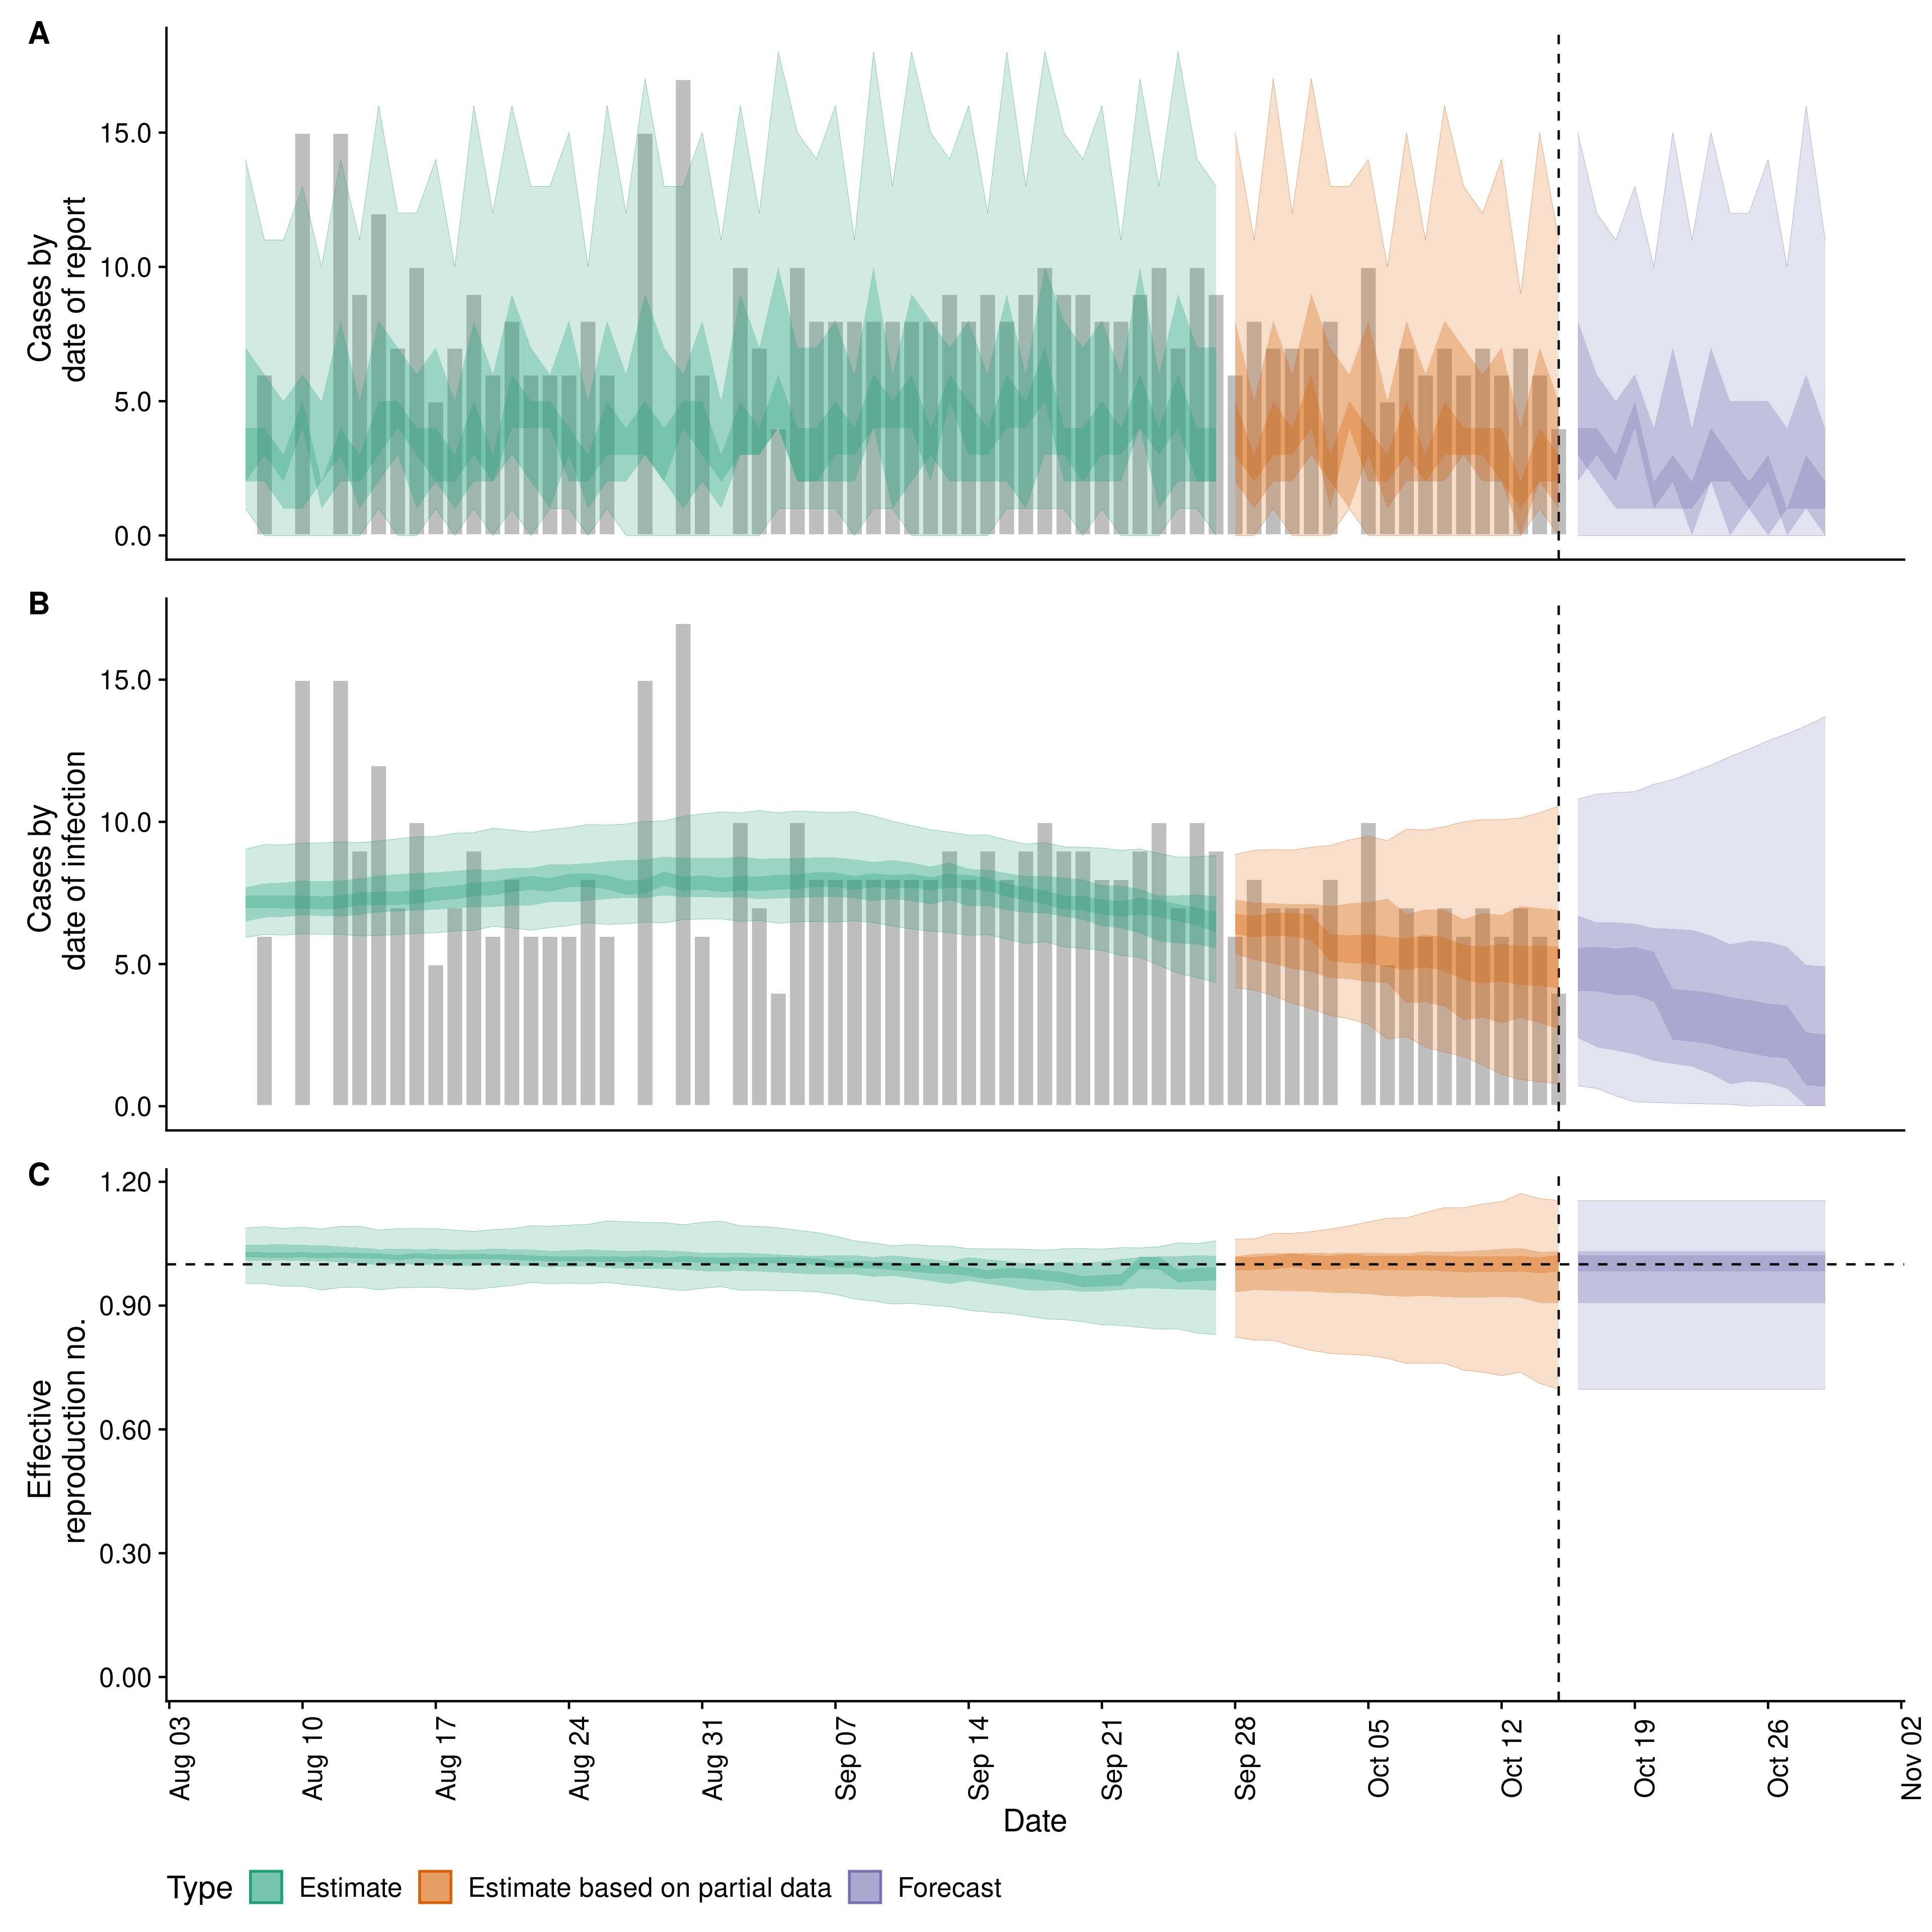 A
Cases by
date of report
15.0
10.0
5.0
0.0
B
Cases by
date of infection
15.0
10.0
5.0
0.0
C
Effective
reproduction no.
1.20
0.90
0.60
0.30
0.00
Aug 03
Aug 10
Aug 17
Aug 24
Aug 31
Sep 07
Sep 14
Sep 21
Sep 28
Oct 05
Oct 12
Oct 19
Oct 26
Nov 02
Date
Type Estimate Estimate based on partial data Forecast